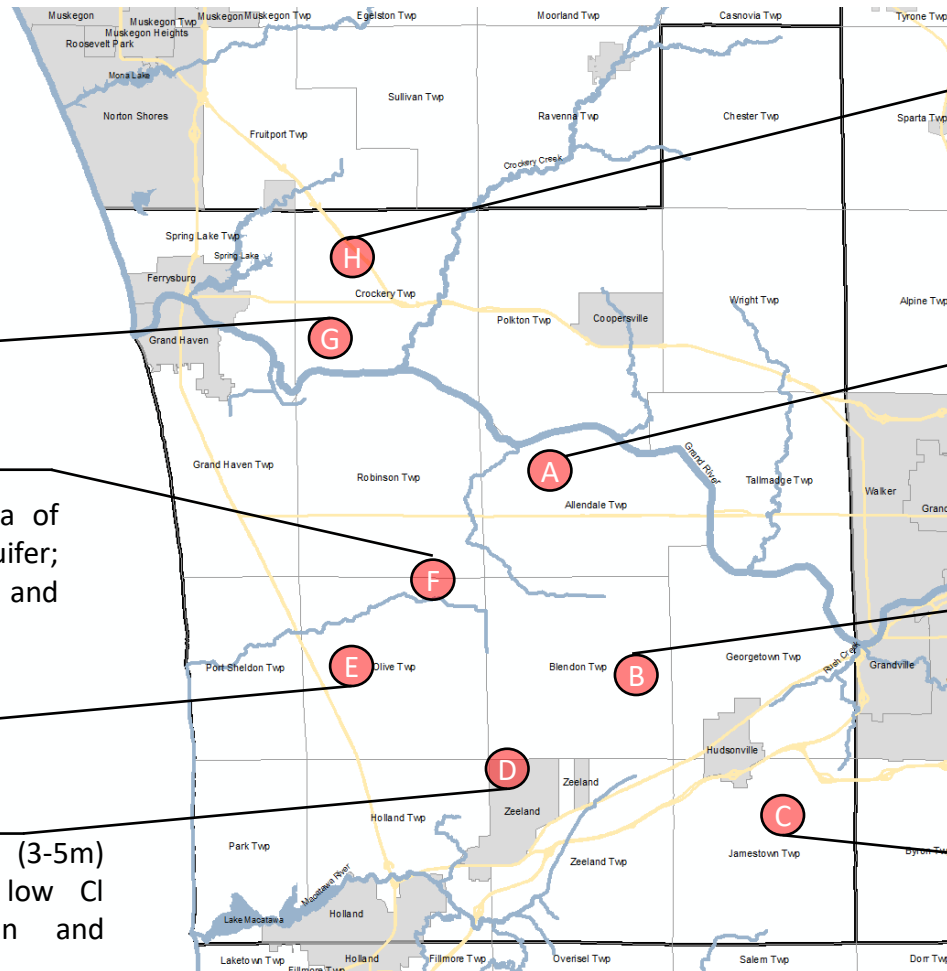 Muskegon
Muskegon Twp
Muskegon
Muskegon Twp
Egelston Twp
Moorland Twp
Casnovia Twp
Tyrone Twp
Muskegon Heights
Roosevelt Park
Mona Lake
Sullivan Twp
Norton Shores
Ravenna Twp
Chester Twp
Sparta Twp
Fruitport Twp
Crockery Creek
Spring Lake Twp
Spring Lake
H
Ferrysburg
Crockery Twp
Wright Twp
Alpine Twp
Polkton Twp
Coopersville
Grand Haven
G
Grand River
Grand Haven Twp
Robinson Twp
A
Tallmadge Twp
Walker
Allendale Twp
Grand
a of
uifer;
and
F
Port Sheldon Twp
E
Olive Twp
Blendon Twp
B
Georgetown Twp
Rush Creek
Grandville
Hudsonville
D
Zeeland
Zeeland
Holland Twp
C
Park Twp
Zeeland Twp
Jamestown Twp
Byron Twp
(3-5m)
low Cl
n and
Macatawa River
Lake Macatawa
Holland
Laketown Twp
Fillmore Twp
Holland
Fillmore Twp
Overisel Twp
Salem Twp
Dorr Tw